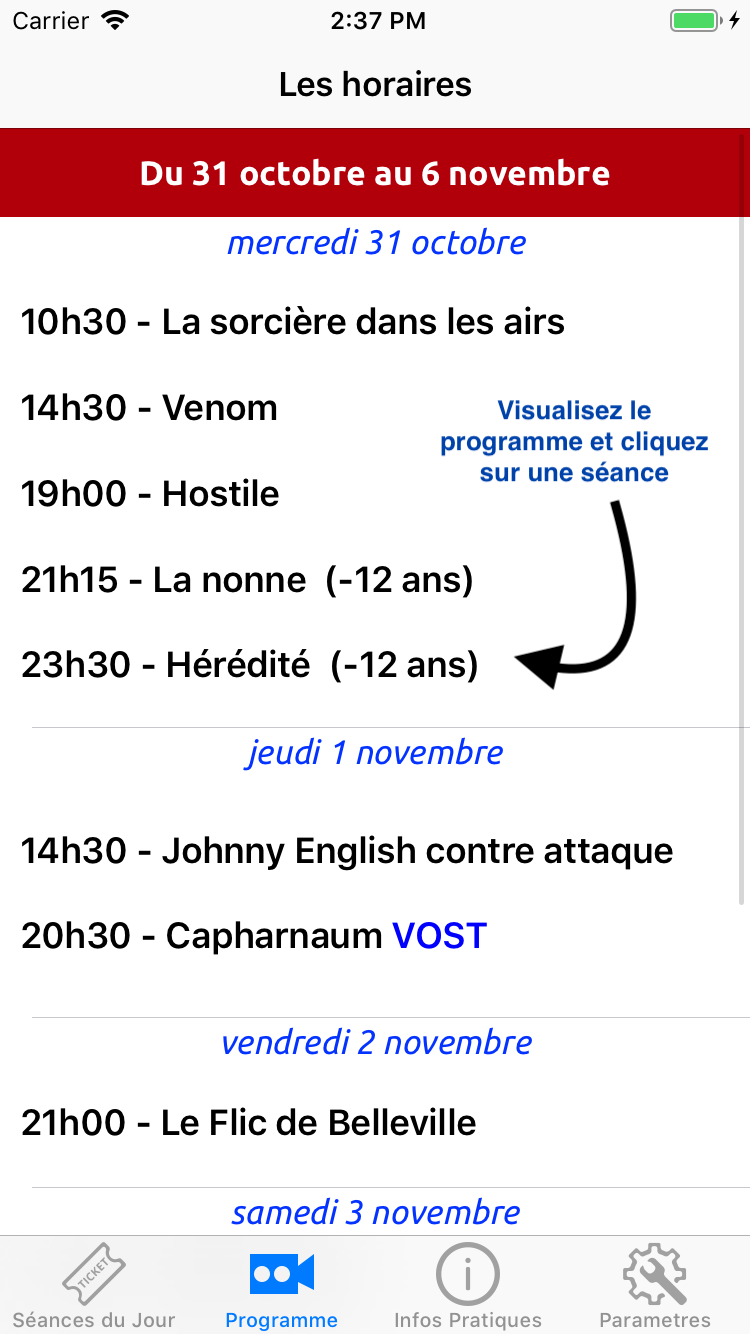 Carrier 2:37 PM
Les horaires
Du 31 octobre au 6 novembre
mercredi 31 octobre
10h30 - La sorcière dans les airs
14h30 - Venom
Visualisez le
programme et cliquez
sur une séance
19h00 - Hostile
21h15 - La nonne (-12 ans)
23h30 - Hérédité (-12 ans)
jeudi 1 novembre
14h30 - Johnny English contre attaque
20h30 - Capharnaum VOST
vendredi 2 novembre
21h00 - Le Flic de Belleville
samedi 3 novembre
TICKET
Séances du Jour Programme Infos Pratiques Parametres